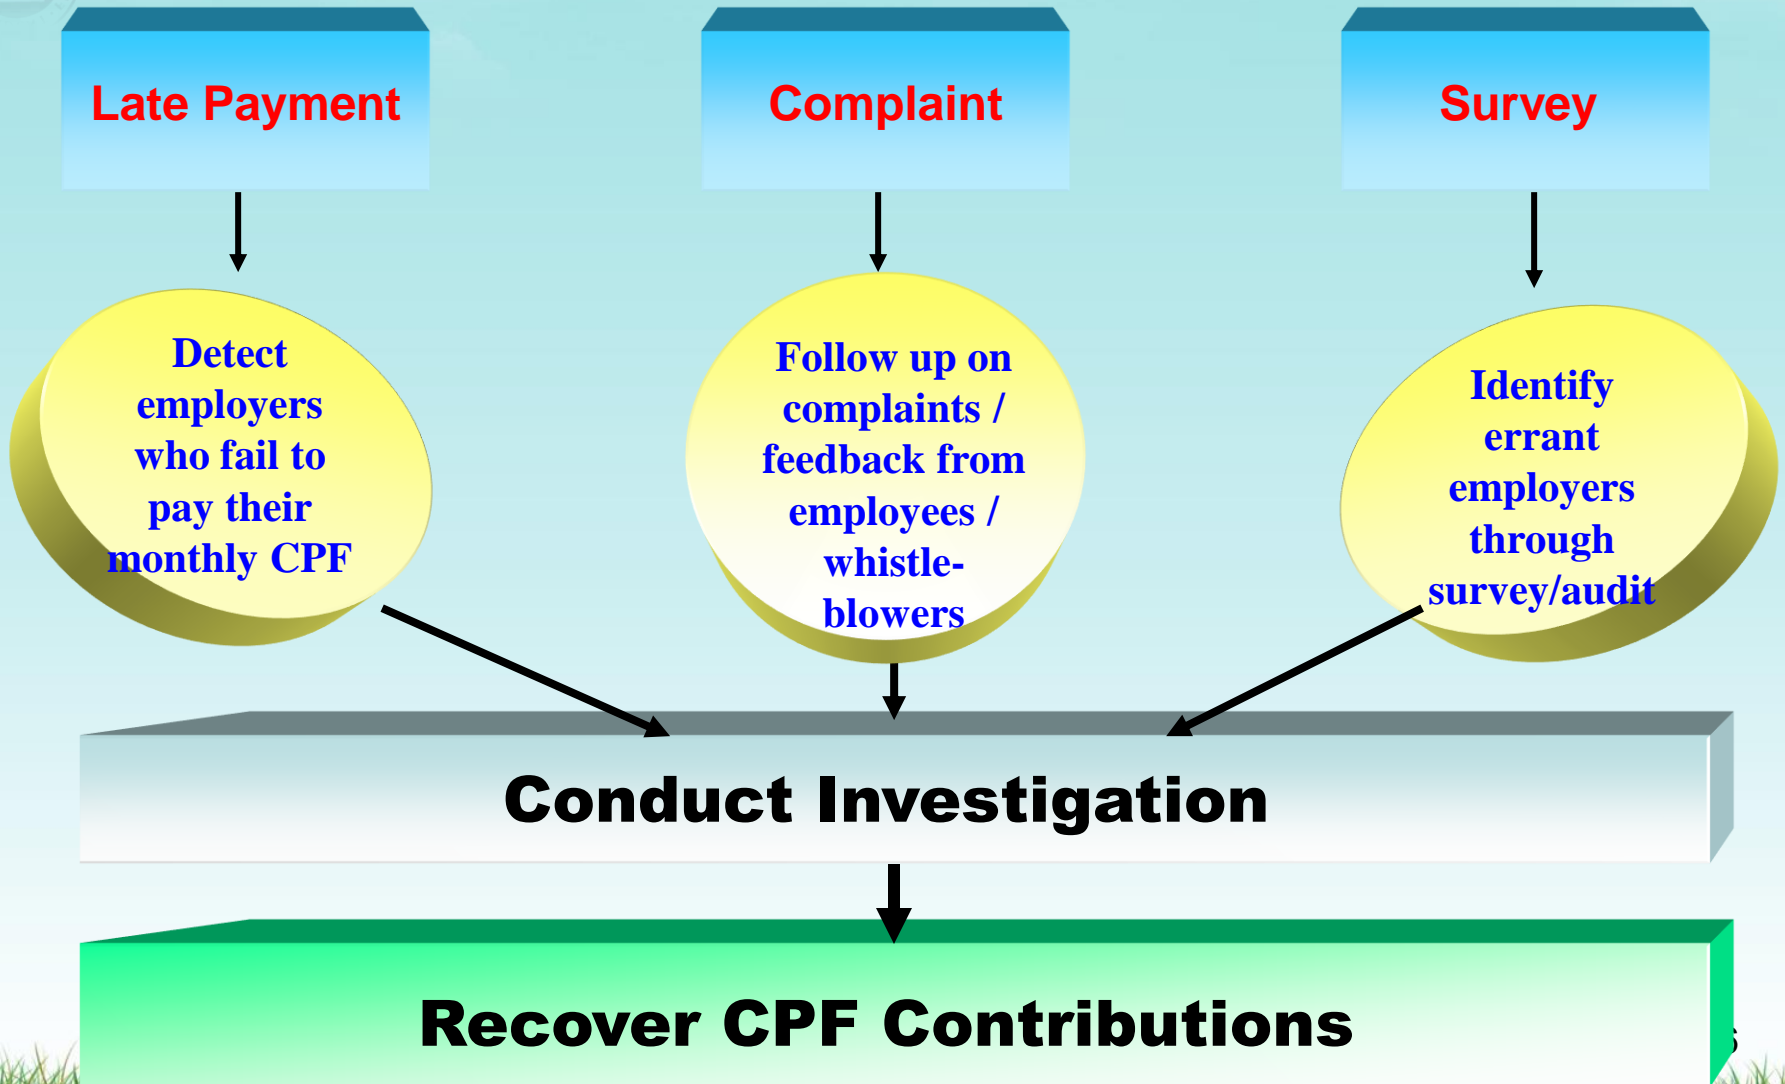 Late Payment
Complaint
Survey
Detect
employers
who fail to
pay their
monthly CPF
Follow up on
complaints /
feedback from
employees /
whistle-
blowers
Identify
errant
employers
through
survey/audit
Conduct Investigation
Recover CPF Contributions